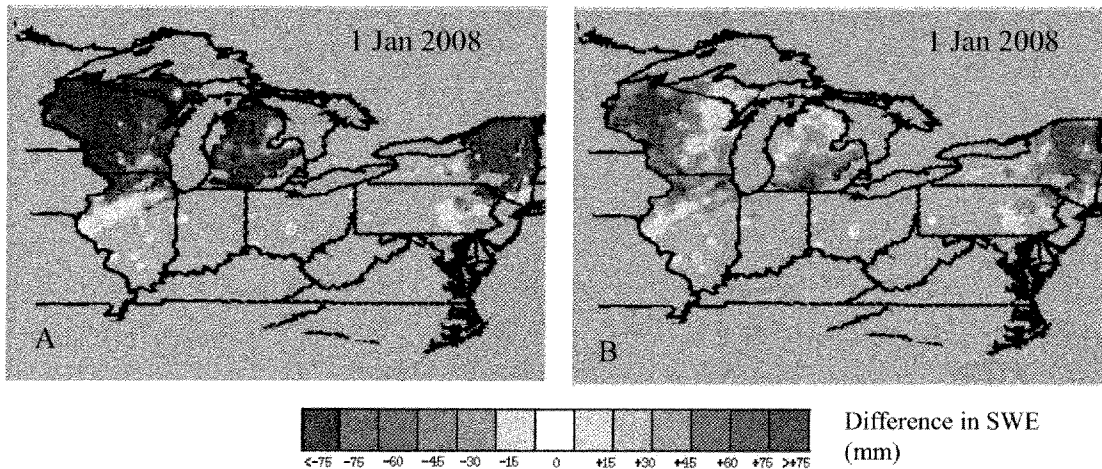 1 Jan 2008
1 Jan 2008
A
B
<-75 -75 -60 -45 -30 -15 0 +15 +30 +45 +60 +75 >+75
Difference in SWE
(mm)